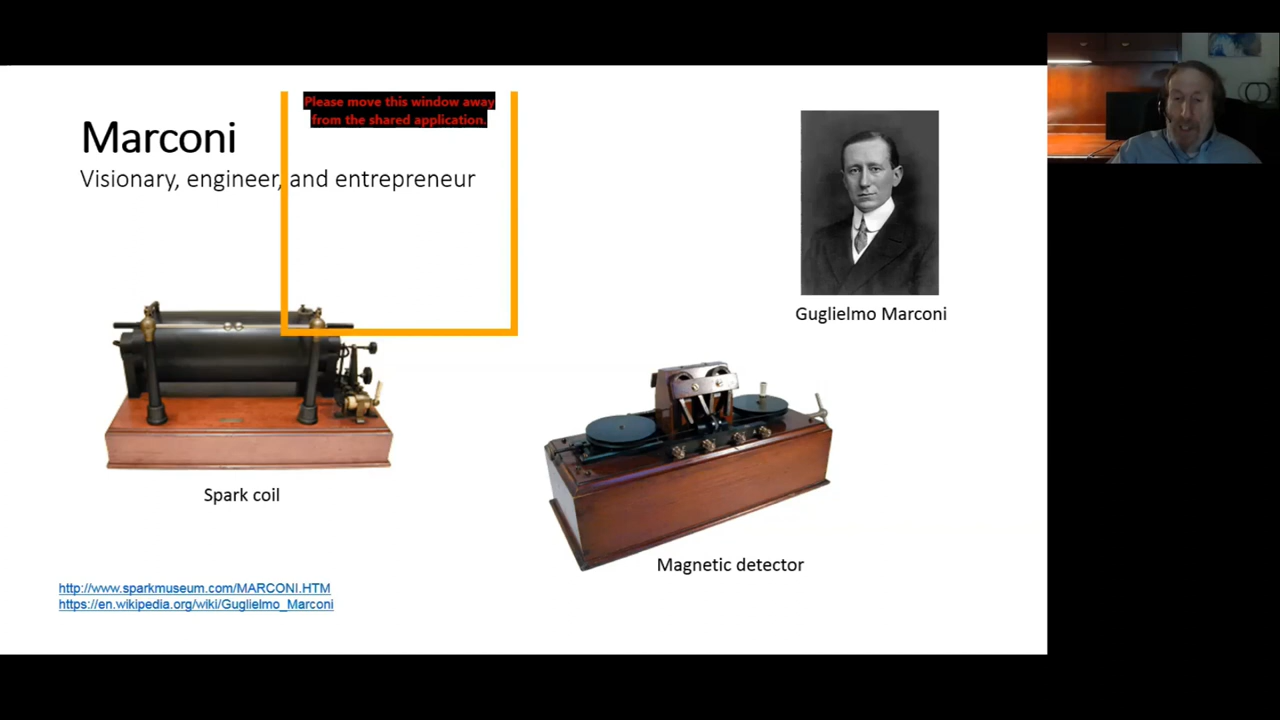 Please move this window away
from the shared application.
Marconi
Visionary, engineer, and entrepreneur
Guglielmo Marconi
Spark coil
Magnetic detector
http://www.sparkmuseum.com/MARCONI.HTM
https://en.wikipedia.org/wiki/Guglielmo_Marconi